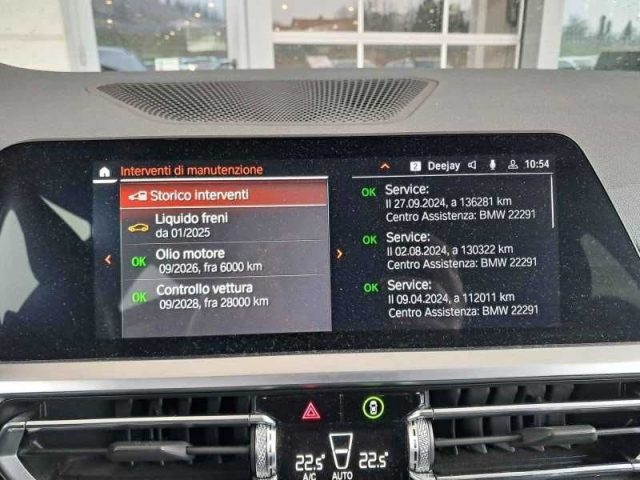 Interventi di manutenzione
2 Deejay 10:54
Storico interventi
Liquido freni
da 01/2025
OK Olio motore
09/2026, fra 6000 km
OK Controllo vettura
09/2028, fra 28000 km
OK Service:
Il 27.09.2024, a 136281 km
Centro Assistenza: BMW 22291
OK Service:
Il 02.08.2024, a 130322 km
Centro Assistenza: BMW 22291
OK Service:
Il 09.04.2024, a 112011 km
Centro Assistenza: BMW 22291
22.5° 22.5°
A/C AUTO